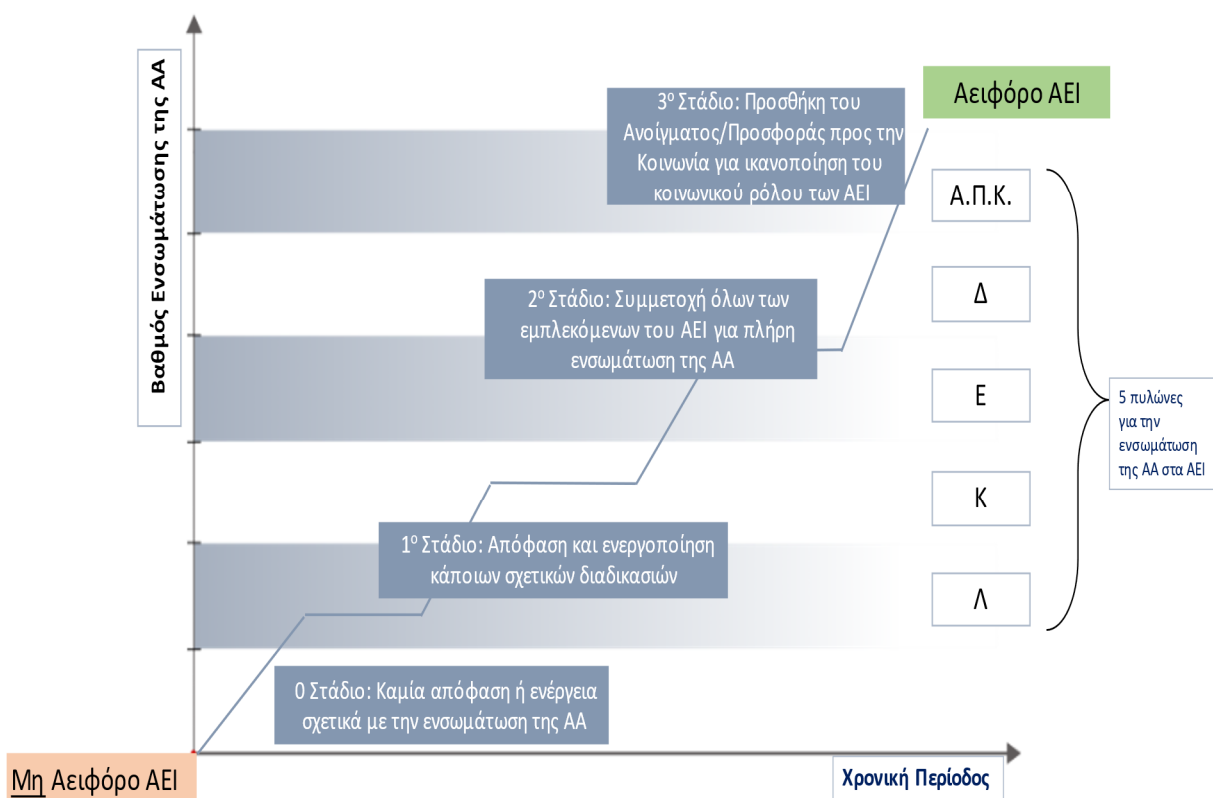 Βαθμός Ενσωμάτωσης της ΑΑ
Αειφόρο ΑΕΙ
3º Στάδιο: Προσθήκη του
Ανοίγματος/Προσφοράς προς την
Κοινωνία για ικανοποίηση του
κοινωνικού ρόλου των ΑΕΙ
Α.Π.Κ.
Δ
2º Στάδιο: Συμμετοχή όλων των
εμπλεκόμενων του ΑΕΙ για πλήρη
ενσωμάτωση της ΑΑ
Ε
5 πυλώνες
για την
ενσωμάτωση
της ΑΑ στα ΑΕΙ
Κ
1º Στάδιο: Απόφαση και ενεργοποίηση
κάποιων σχετικών διαδικασιών
Λ
0 Στάδιο: Καμία απόφαση ή ενέργεια
σχετικά με την ενσωμάτωση της ΑΑ
Μη Αειφόρο ΑΕΙ
Χρονική Περίοδος